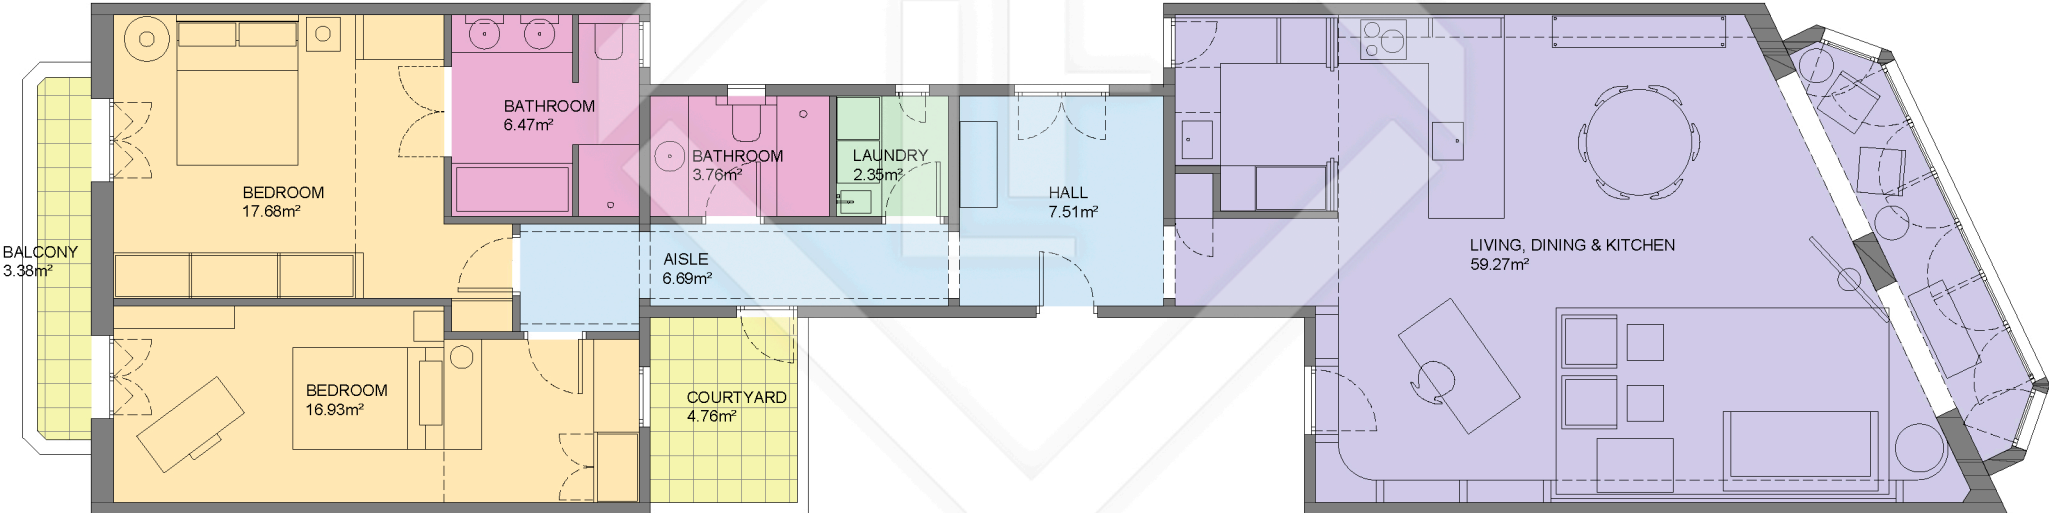 BATHROOM
6.47m²
BATHROOM
3.76m²
LAUNDRY
2.35m²
BEDROOM
17.68m²
HALL
7.51m²
BALCONY
3.38m²
AISLE
6.69m²
LIVING, DINING & KITCHEN
59.27m²
BEDROOM
16.93m²
COURTYARD
4.76m²